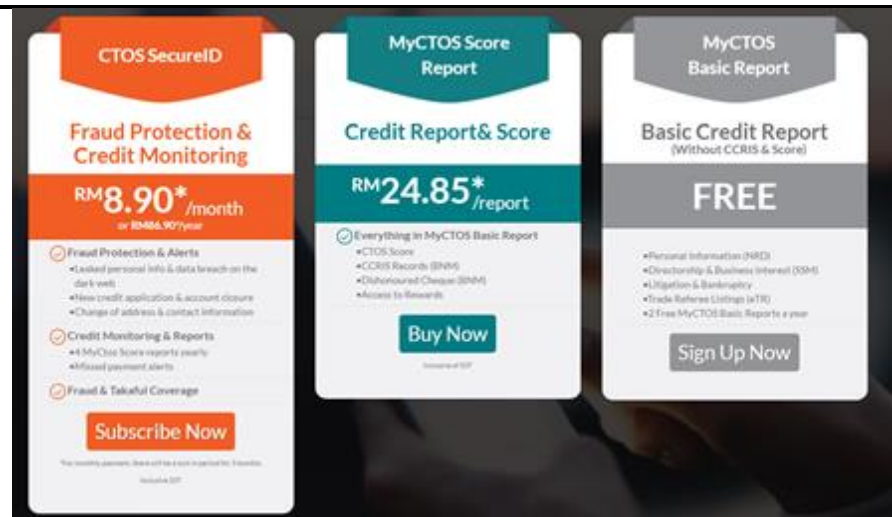 CTOS SecureID
Fraud Protection &
Credit Monitoring
RM8.90*/month
Fraud Protection & Alerts
•Leaked personal info & data breach on the
dark web
•New credit application & account closure
•Change of address & contact information
Credit Monitoring & Reports
•4 MyCtos Score reports yearly
•Missed payment alerts
Fraud & Takaful Coverage
Subscribe Now
MyCTOS Score
Report
Credit Report& Score
RM24.85*/report
Everything in MyCTOS Basic Report
•CTOS Score
•CCRIS Records (BNM)
•Dishonoured Cheque (BNM)
•Access to Rewards
Buy Now
Inclusive of SST
MyCTOS
Basic Report
Basic Credit Report
(Without CCRIS & Score)
FREE
•Personal Information (NRD)
•Directorship & Business Interest (SSM)
•Litigation & Bankruptcy
•Trade Referee Listings (eTR)
•2 Free MyCTOS Basic Reports a year
Sign Up Now